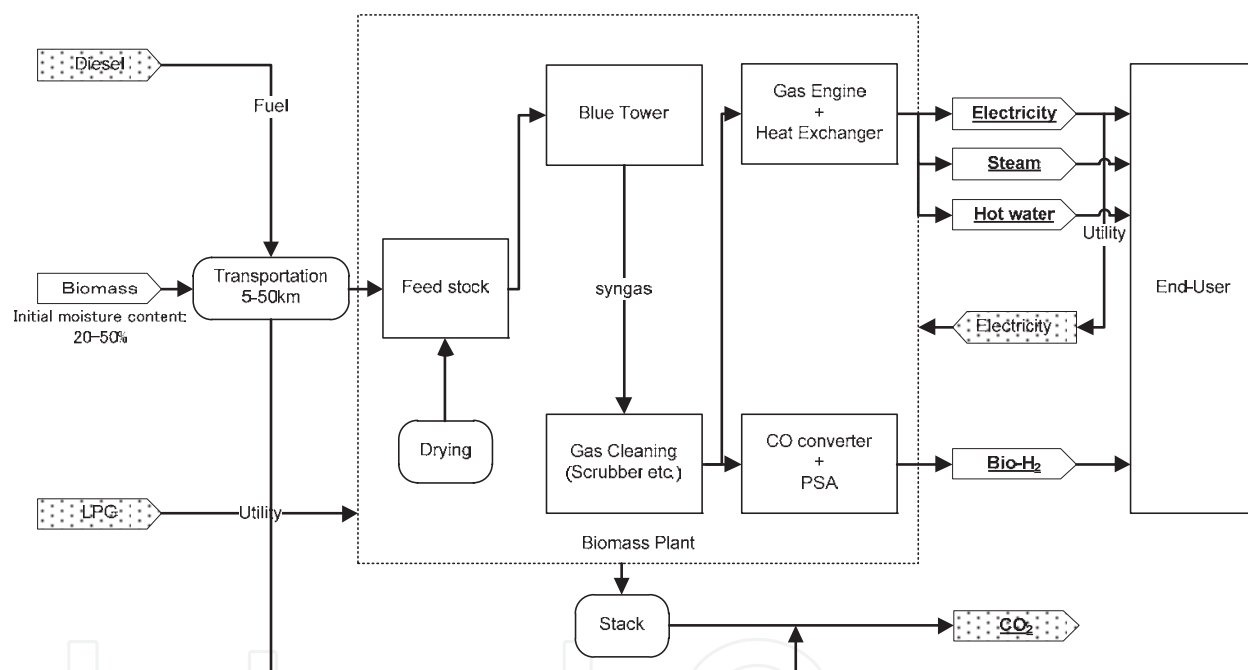 Diesel
Fuel
Biomass
Initial moisture content:
20-50%
Transportation
5-50km
LPG
Utility
Feed stock
Drying
Blue Tower
syngas
Gas Cleaning
(Scrubber etc.)
Gas Engine
+
Heat Exchanger
CO converter
+
PSA
Biomass Plant
Stack
Electricity
Steam
Hot water
Utility
Electricity
Bio-H₂
CO₂
End-User